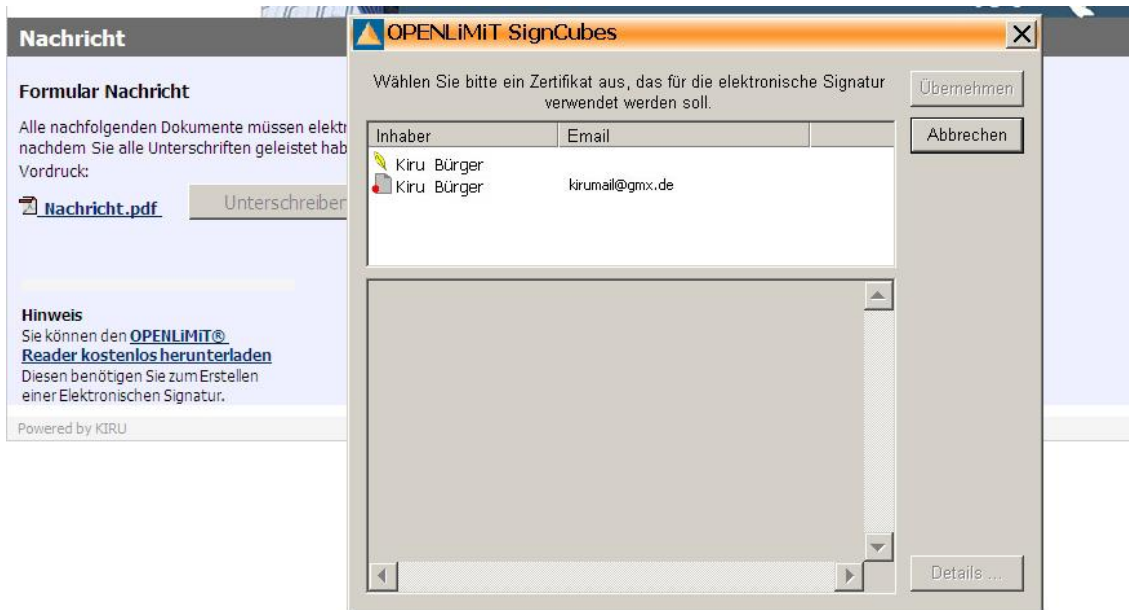 Nachricht
Formular Nachricht
Alle nachfolgenden Dokumente müssen
nachdem Sie alle Unterschriften geleistet
Vordruck:
Nachricht.pdf
Hinweis
Sie können den OPENLiMiT®
Reader kostenlos herunterladen
Diesen benötigen Sie zum Erstellen
einer Elektronischen Signatur.
Powered by KIRU
OPENLiMiT SignCubes
Wählen Sie bitte ein Zertifikat aus, das für die elektronische Signatur
verwendet werden soll.
Übernehmen
Abbrechen
Inhaber Email
Kiru Bürger
Kiru Bürger kirumail@gmx.de
Details ...